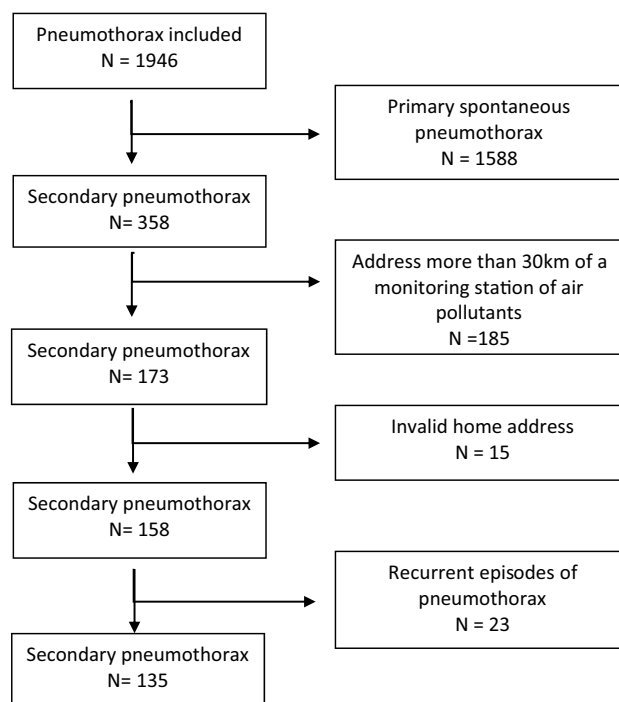 Pneumothorax included
N = 1946
Primary spontaneous
pneumothorax
N = 1588
Secondary pneumothorax
N= 358
Address more than 30km of a
monitoring station of air
pollutants
N =185
Secondary pneumothorax
N= 173
Invalid home address
N = 15
Secondary pneumothorax
N= 158
Recurrent episodes of
pneumothorax
N = 23
Secondary pneumothorax
N= 135